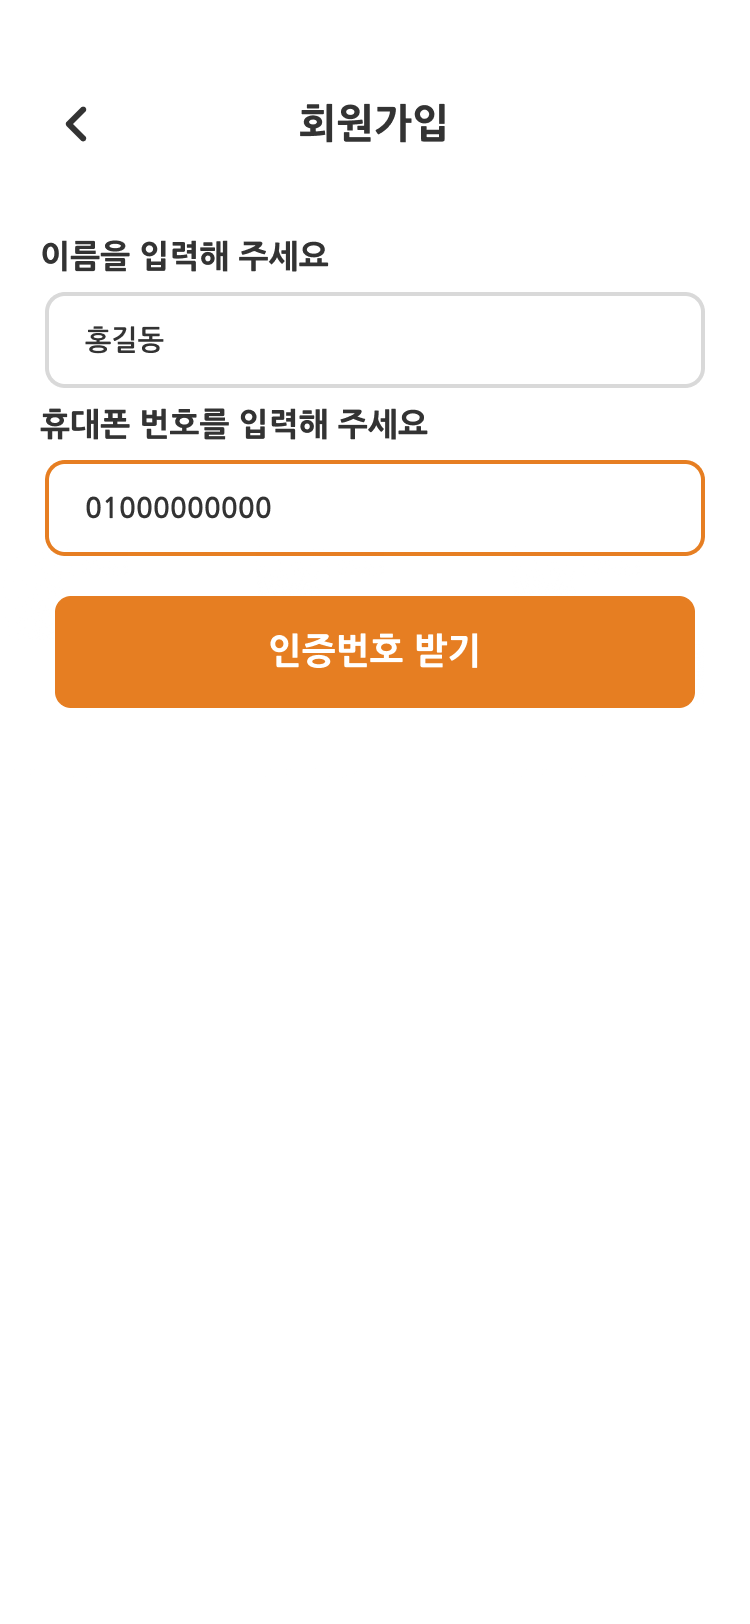 회원가입
이름을 입력해 주세요
홍길동
휴대폰 번호를 입력해 주세요
01000000000
인증번호 받기